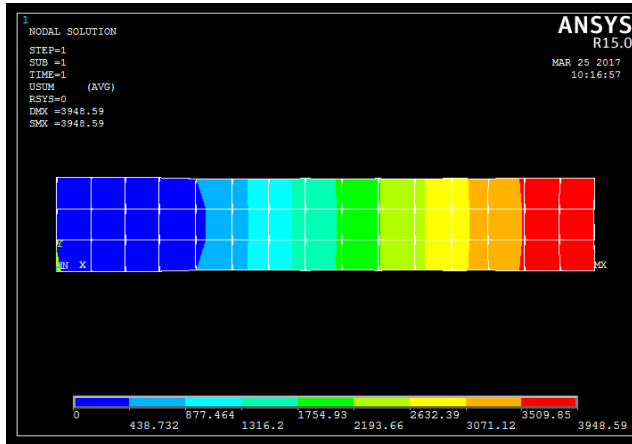 1
NODAL SOLUTION
ANSYS
R15.0
STEP=1
SUB =1
TIME=1
USUM (AVG)
RSYS=0
DMX =3948.59
SMX =3948.59
MAR 25 2017
10:16:57
Y
MN X
MX
0 877.464 1754.93 2632.39 3509.85
438.732 1316.2 2193.66 3071.12 3948.59